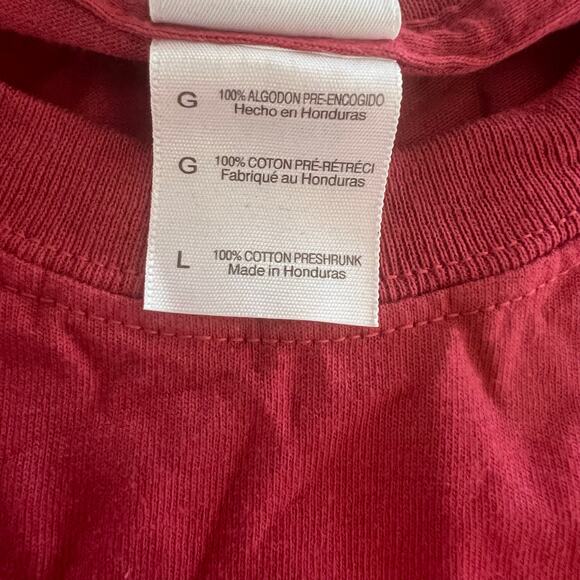 G 100% ALGODON PRE-ENCOGIDO
Hecho en Honduras
G 100% COTON PRÉ-RÉTRÉCI
Fabriqué au Honduras
L 100% COTTON PRESHRUNK
Made in Honduras